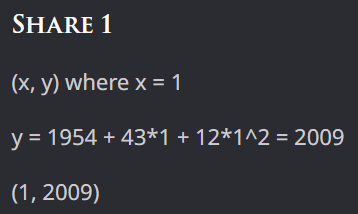 SHARE 1
(x, y) where x = 1
y = 1954 + 43*1 + 12*1^2 = 2009
(1, 2009)